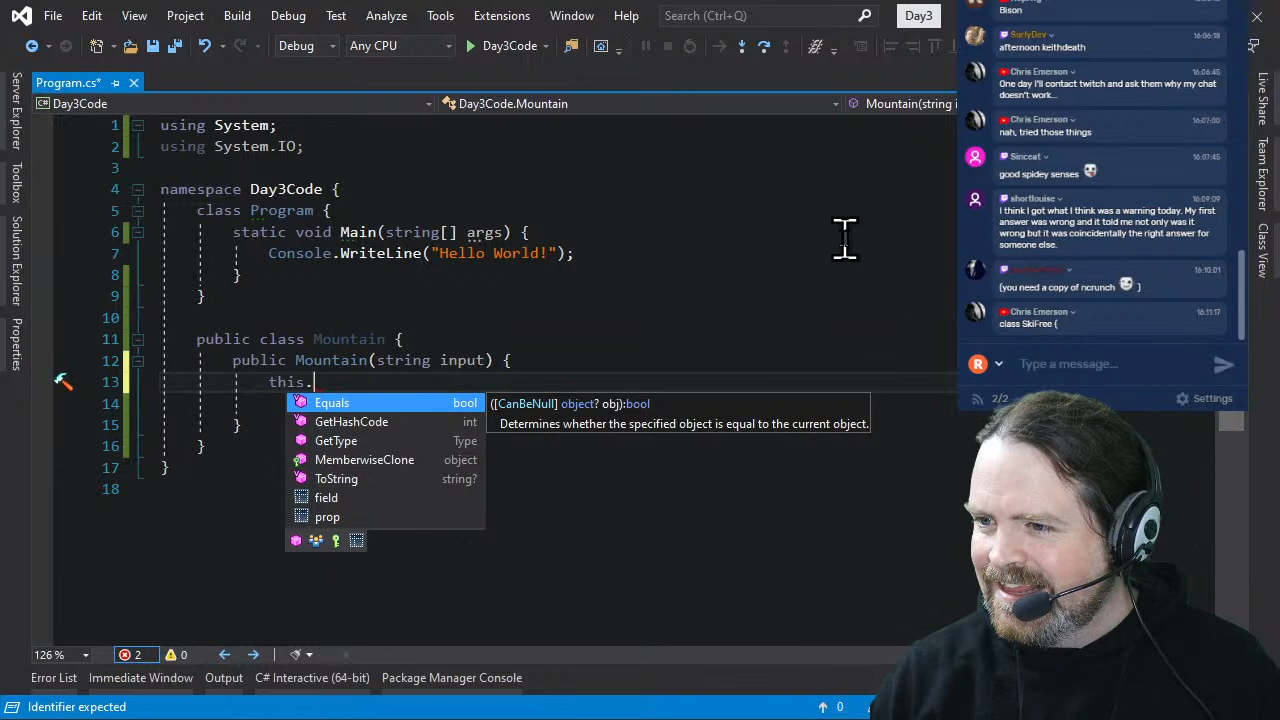 File Edit View Project Build Debug Test Analyze Tools Extensions Window Help Search (Ctrl+Q) Day3
Debug Any CPU Day3Code
Program.cs*
Day3Code Day3Code.Mountain Mountain(string i
1 using System;
2 using System.IO;
3
4 namespace Day3Code {
5 class Program {
6 static void Main(string[] args) {
7 Console.WriteLine("Hello World!");
8 }
9 }
10
11 public class Mountain {
12 public Mountain(string input) {
13 this.
14
15 }
16 }
17 }
18
Equals bool
GetHashCode int
GetType Type
MemberwiseClone object
ToString string?
field
prop
([CanBeNull] object? obj):bool
Determines whether the specified object is equal to the current object.
Server Explorer
Toolbox
Solution Explorer
Properties
Live Share
Team Explorer
Class View
Bison
SurlyDev 16:06:18
afternoon keithdeath
Chris Emerson 16:06:45
One day I'll contact twitch and ask them why my chat
doesn't work...
Chris Emerson 16:07:00
nah, tried those things
Sinceat 16:07:45
good spidey senses
shortlouise 16:09:09
I think I got what I think was a warning today. My first
answer was wrong and it told me not only was it
wrong but it was coincidentally the right answer for
someone else.
16:10:01
(you need a copy of ncrunch )
Chris Emerson 16:11:17
class SkiFree {
R Type a message...
2/2 Settings
126 % 2 0
Error List Immediate Window Output C# Interactive (64-bit) Package Manager Console
Identifier expected 0